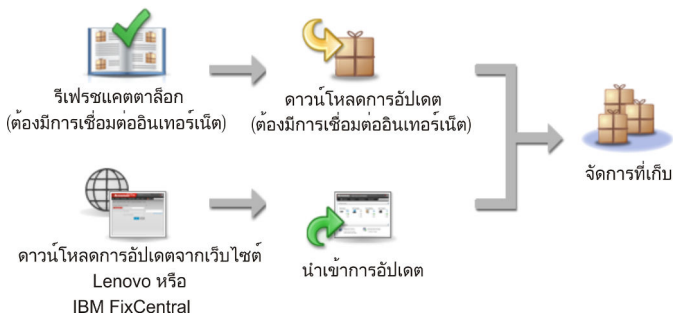 รีเฟรชแคตตาล็อก
(ต้องมีการเชื่อมต่ออินเทอร์เน็ต)
ดาวน์โหลดการอัปเดต
(ต้องมีการเชื่อมต่ออินเทอร์เน็ต)
จัดการที่เก็บ
ดาวน์โหลดการอัปเดตจากเว็บไซต์
Lenovo หรือ
IBM FixCentral
นำเข้าการอัปเดต